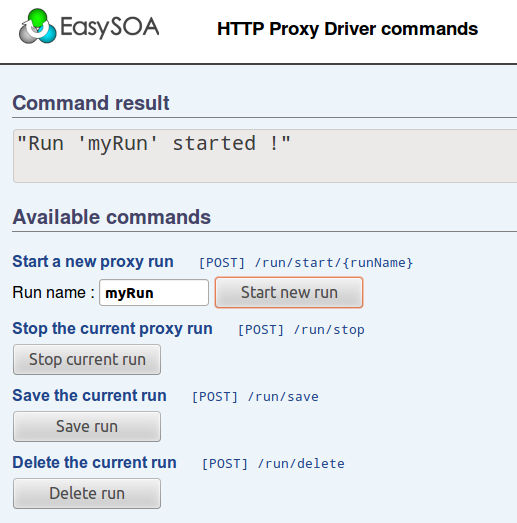 EasySOA
HTTP Proxy Driver commands
Command result
"Run 'myRun' started !"
Available commands
Start a new proxy run [POST] /run/start/{runName}
Run name : myRun Start new run
Stop the current proxy run [POST] /run/stop
Stop current run
Save the current run [POST] /run/save
Save run
Delete the current run [POST] /run/delete
Delete run